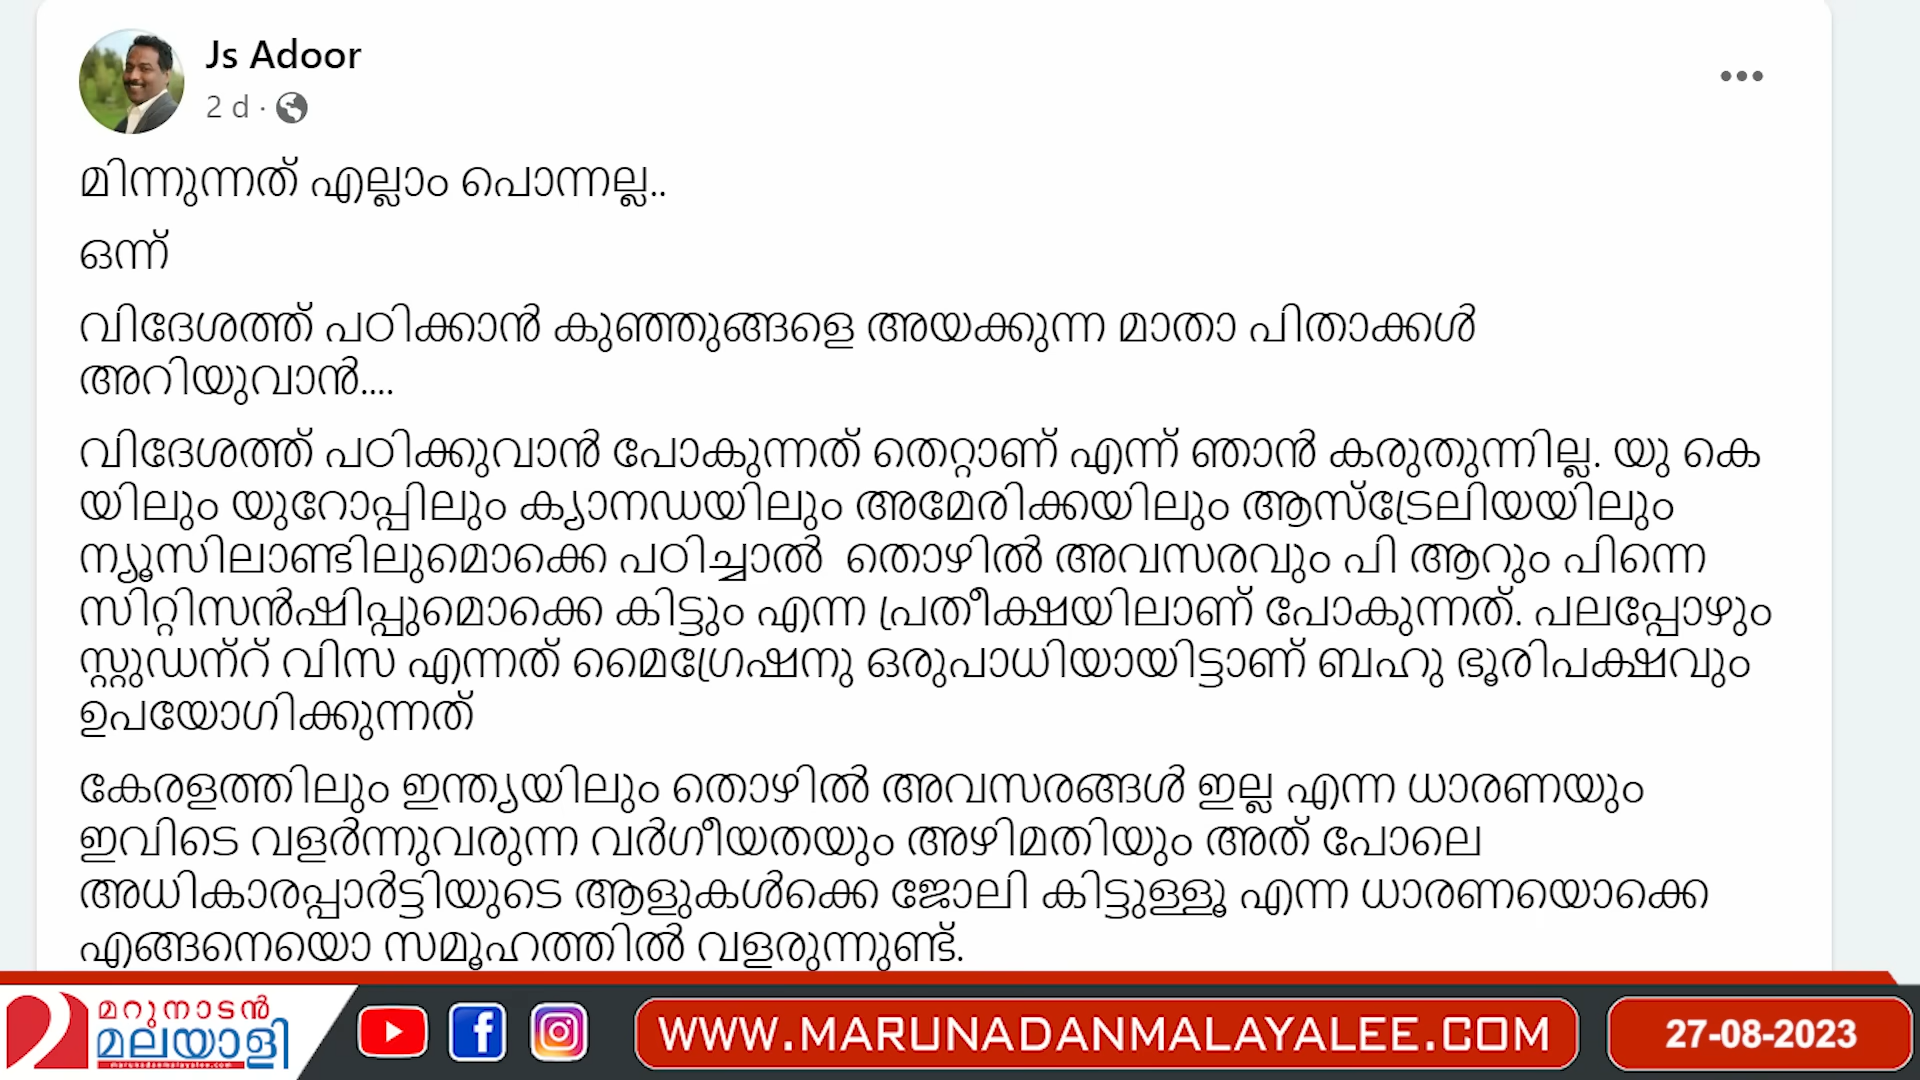 Js Adoor
2 d ·
മിന്നുന്നത് എല്ലാം പൊന്നല്ല..
ഒന്ന്
വിദേശത്ത് പഠിക്കാൻ കുഞ്ഞുങ്ങളെ അയക്കുന്ന മാതാ പിതാക്കൾ
അറിയുവാൻ....
വിദേശത്ത് പഠിക്കുവാൻ പോകുന്നത് തെറ്റാണ് എന്ന് ഞാൻ കരുതുന്നില്ല. യു കെ
യിലും യുറോപ്പിലും ക്യാനഡയിലും അമേരിക്കയിലും ആസ്ട്രേലിയയിലും
ന്യൂസിലാണ്ടിലുമൊക്കെ പഠിച്ചാൽ തൊഴിൽ അവസരവും പി ആറും പിന്നെ
സിറ്റിസൻഷിപ്പുമൊക്കെ കിട്ടും എന്ന പ്രതീക്ഷയിലാണ് പോകുന്നത്. പലപ്പോഴും
സ്റ്റുഡന്റ് വിസ എന്നത് മൈഗ്രേഷനു ഒരുപാധിയായിട്ടാണ് ബഹു ഭൂരിപക്ഷവും
ഉപയോഗിക്കുന്നത്
കേരളത്തിലും ഇന്ത്യയിലും തൊഴിൽ അവസരങ്ങൾ ഇല്ല എന്ന ധാരണയും
ഇവിടെ വളർന്നുവരുന്ന വർഗീയതയും അഴിമതിയും അത് പോലെ
അധികാരപ്പാർട്ടിയുടെ ആളുകൾക്കെ ജോലി കിട്ടുള്ളൂ എന്ന ധാരണയൊക്കെ
എങ്ങനെയൊ സമൂഹത്തിൽ വളരുന്നുണ്ട്.
മറുനാടൻ
മലയാളി
marunadanmalayalee.com
WWW.MARUNADANMALAYALEE.COM
27-08-2023